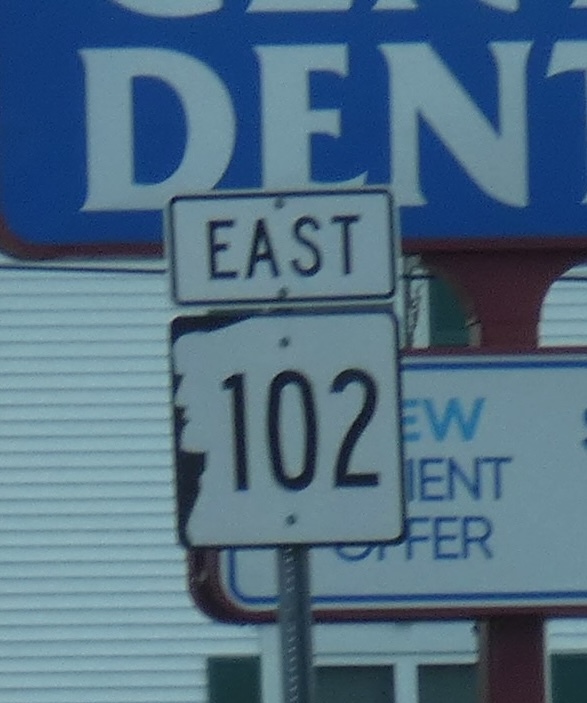 DENT
EAST
102
EW
IENT
OFFER